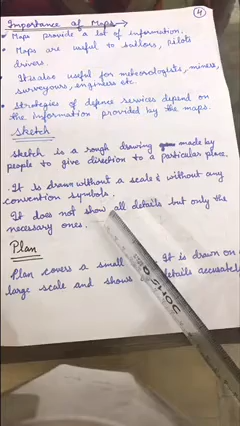 Importance of Maps→
4
• Maps provide a lot of information.
• Maps are useful to sailors, pilots
drivers.
• It is also useful for meteorologists, miners,
surveyours, engineers etc.
• Strategies of defence services depend on
the information provided by the maps.
Sketch
Sketch is a rough drawing made by
people to give direction to a particular place.
It is drawn without a scale & without any
convention symbols.
It does not show all details but only the
necessary ones.
Plan
Plan covers a small It is drawn on a
large scale and shows details accurately
DOMS